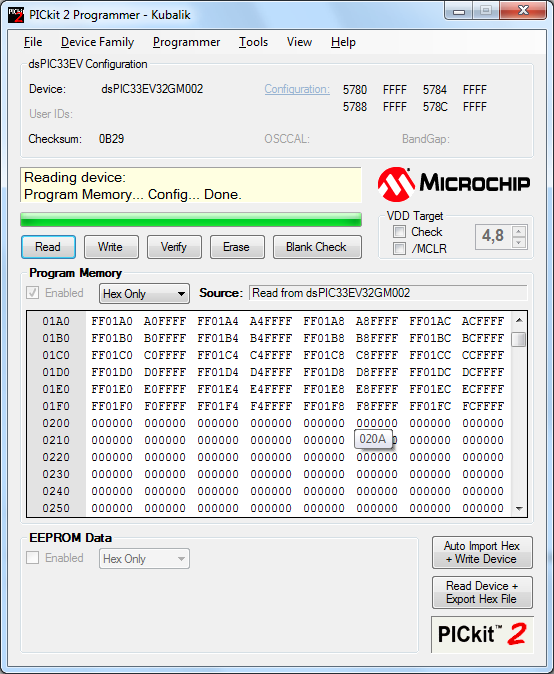 PICkit 2 Programmer - Kubalik
File Device Family Programmer Tools View Help
dsPIC33EV Configuration
Device: dsPIC33EV32GM002 Configuration: 5780 FFFF 5784 FFFF
5788 FFFF 578C FFFF
User IDs:
Checksum: 0B29 OSCCAL: BandGap:
Reading device:
Program Memory... Config... Done.
MICROCHIP
VDD Target
Check
/MCLR
4,8
Read Write Verify Erase Blank Check
Program Memory
Enabled Hex Only Source: Read from dsPIC33EV32GM002
01A0 FF01A0 A0FFFF FF01A4 A4FFFF FF01A8 A8FFFF FF01AC ACFFFF
01B0 FF01B0 B0FFFF FF01B4 B4FFFF FF01B8 B8FFFF FF01BC BCFFFF
01C0 FF01C0 C0FFFF FF01C4 C4FFFF FF01C8 C8FFFF FF01CC CCFFFF
01D0 FF01D0 D0FFFF FF01D4 D4FFFF FF01D8 D8FFFF FF01DC DCFFFF
01E0 FF01E0 E0FFFF FF01E4 E4FFFF FF01E8 E8FFFF FF01EC ECFFFF
01F0 FF01F0 F0FFFF FF01F4 F4FFFF FF01F8 F8FFFF FF01FC FCFFFF
0200 000000 000000 000000 000000 000000 000000 000000 000000
0210 000000 000000 000000 000000 000000 020A 000000 000000
0220 000000 000000 000000 000000 000000 000000 000000 000000
0230 000000 000000 000000 000000 000000 000000 000000 000000
0240 000000 000000 000000 000000 000000 000000 000000 000000
0250 000000 000000 000000 000000 000000 000000 000000 000000
EEPROM Data
Enabled Hex Only
Auto Import Hex
+ Write Device
Read Device +
Export Hex File
PICkit™ 2